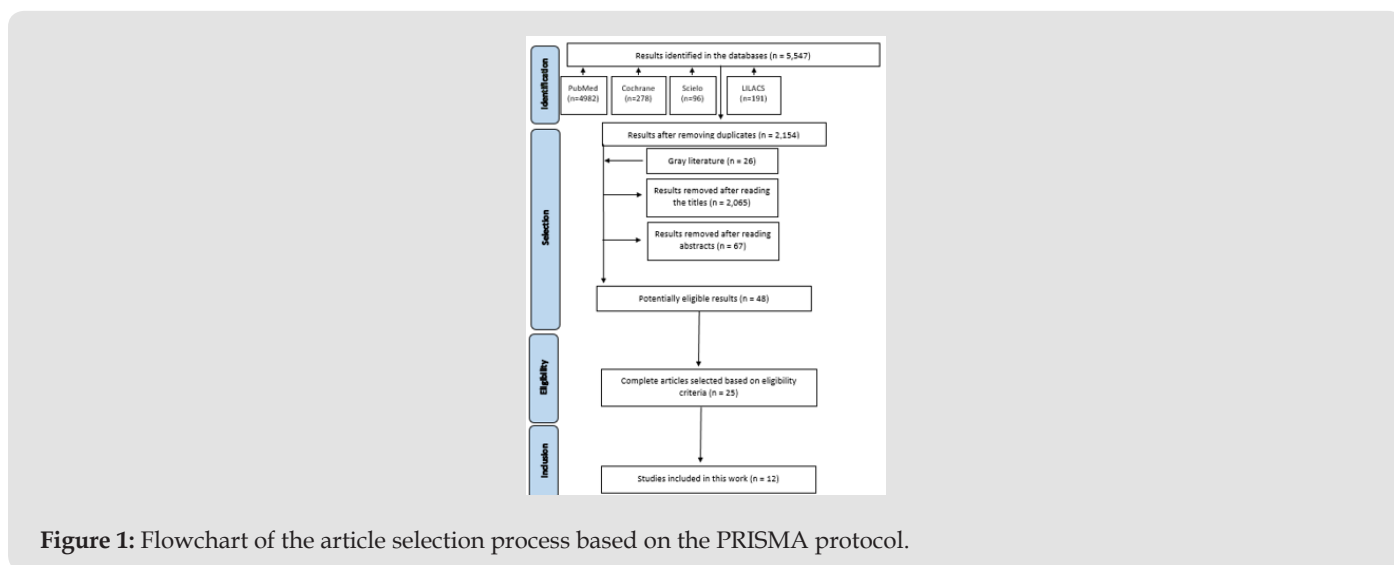 Identification
Results identified in the databases (n = 5,547)
PubMed
(n=4982)
Cochrane
(n=278)
Scielo
(n=96)
LILACS
(n=191)
Selection
Results after removing duplicates (n = 2,154)
Gray literature (n = 26)
Results removed after reading
the titles (n = 2,065)
Results removed after reading
abstracts (n = 67)
Potentially eligible results (n = 48)
Eligibility
Complete articles selected based on eligibility
criteria (n = 25)
Inclusion
Studies included in this work (n = 12)
Figure 1: Flowchart of the article selection process based on the PRISMA protocol.